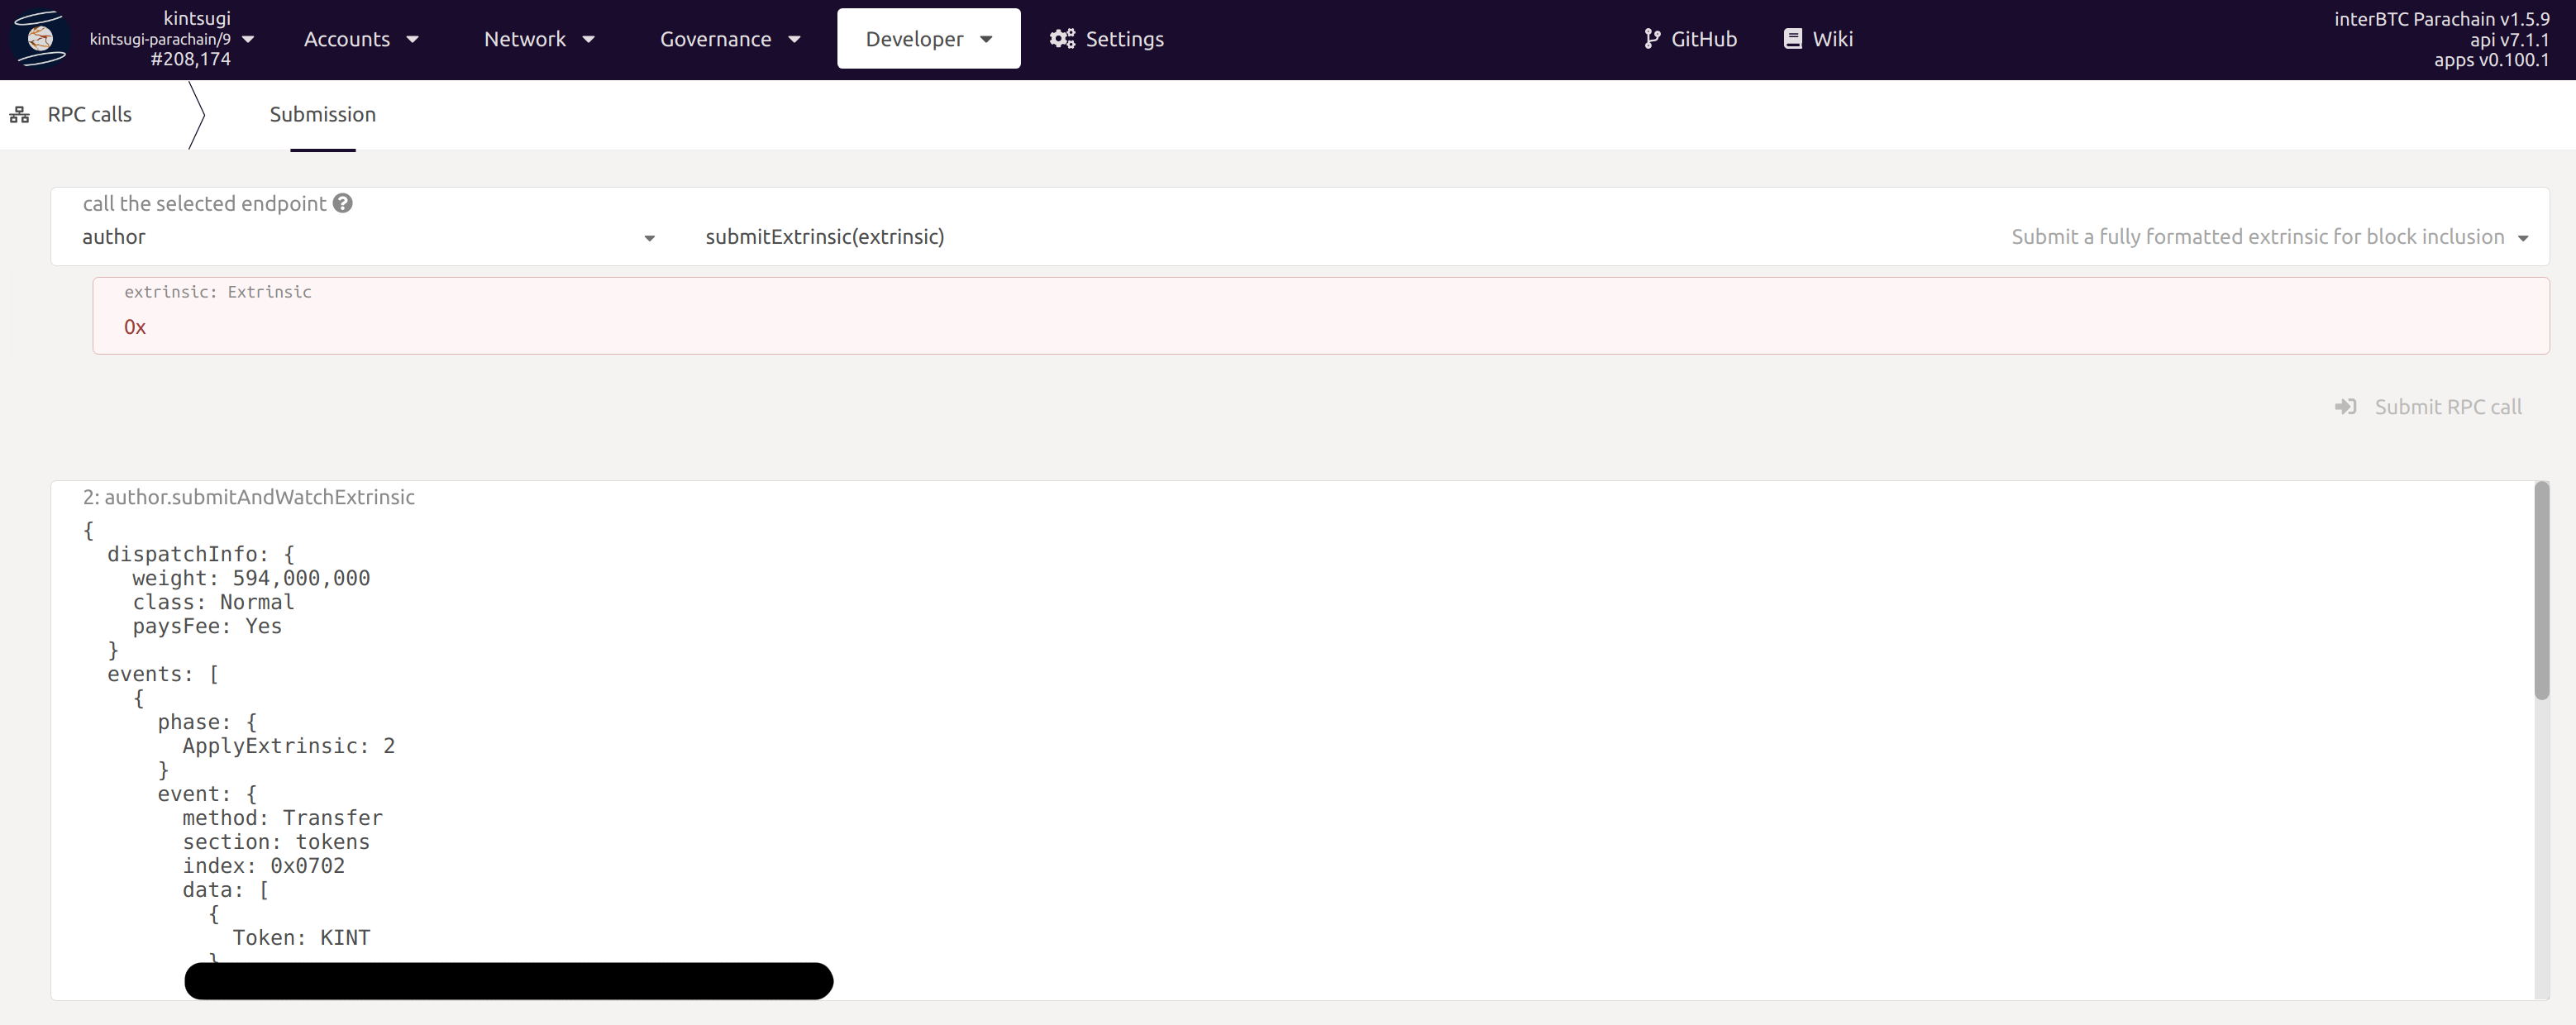 kintsugi
kintsugi-parachain/9
#208,174
Accounts
Network
Governance
Developer
Settings
GitHub
Wiki
interBTC Parachain v1.5.9
api v7.1.1
apps v0.100.1
RPC calls
Submission
call the selected endpoint ?
author
submitExtrinsic(extrinsic)
Submit a fully formatted extrinsic for block inclusion
extrinsic: Extrinsic
0x
Submit RPC call
2: author.submitAndWatchExtrinsic
{
  dispatchInfo: {
    weight: 594,000,000
    class: Normal
    paysFee: Yes
  }
  events: [
    {
      phase: {
        ApplyExtrinsic: 2
      }
      event: {
        method: Transfer
        section: tokens
        index: 0x0702
        data: [
          {
            Token: KINT
          }